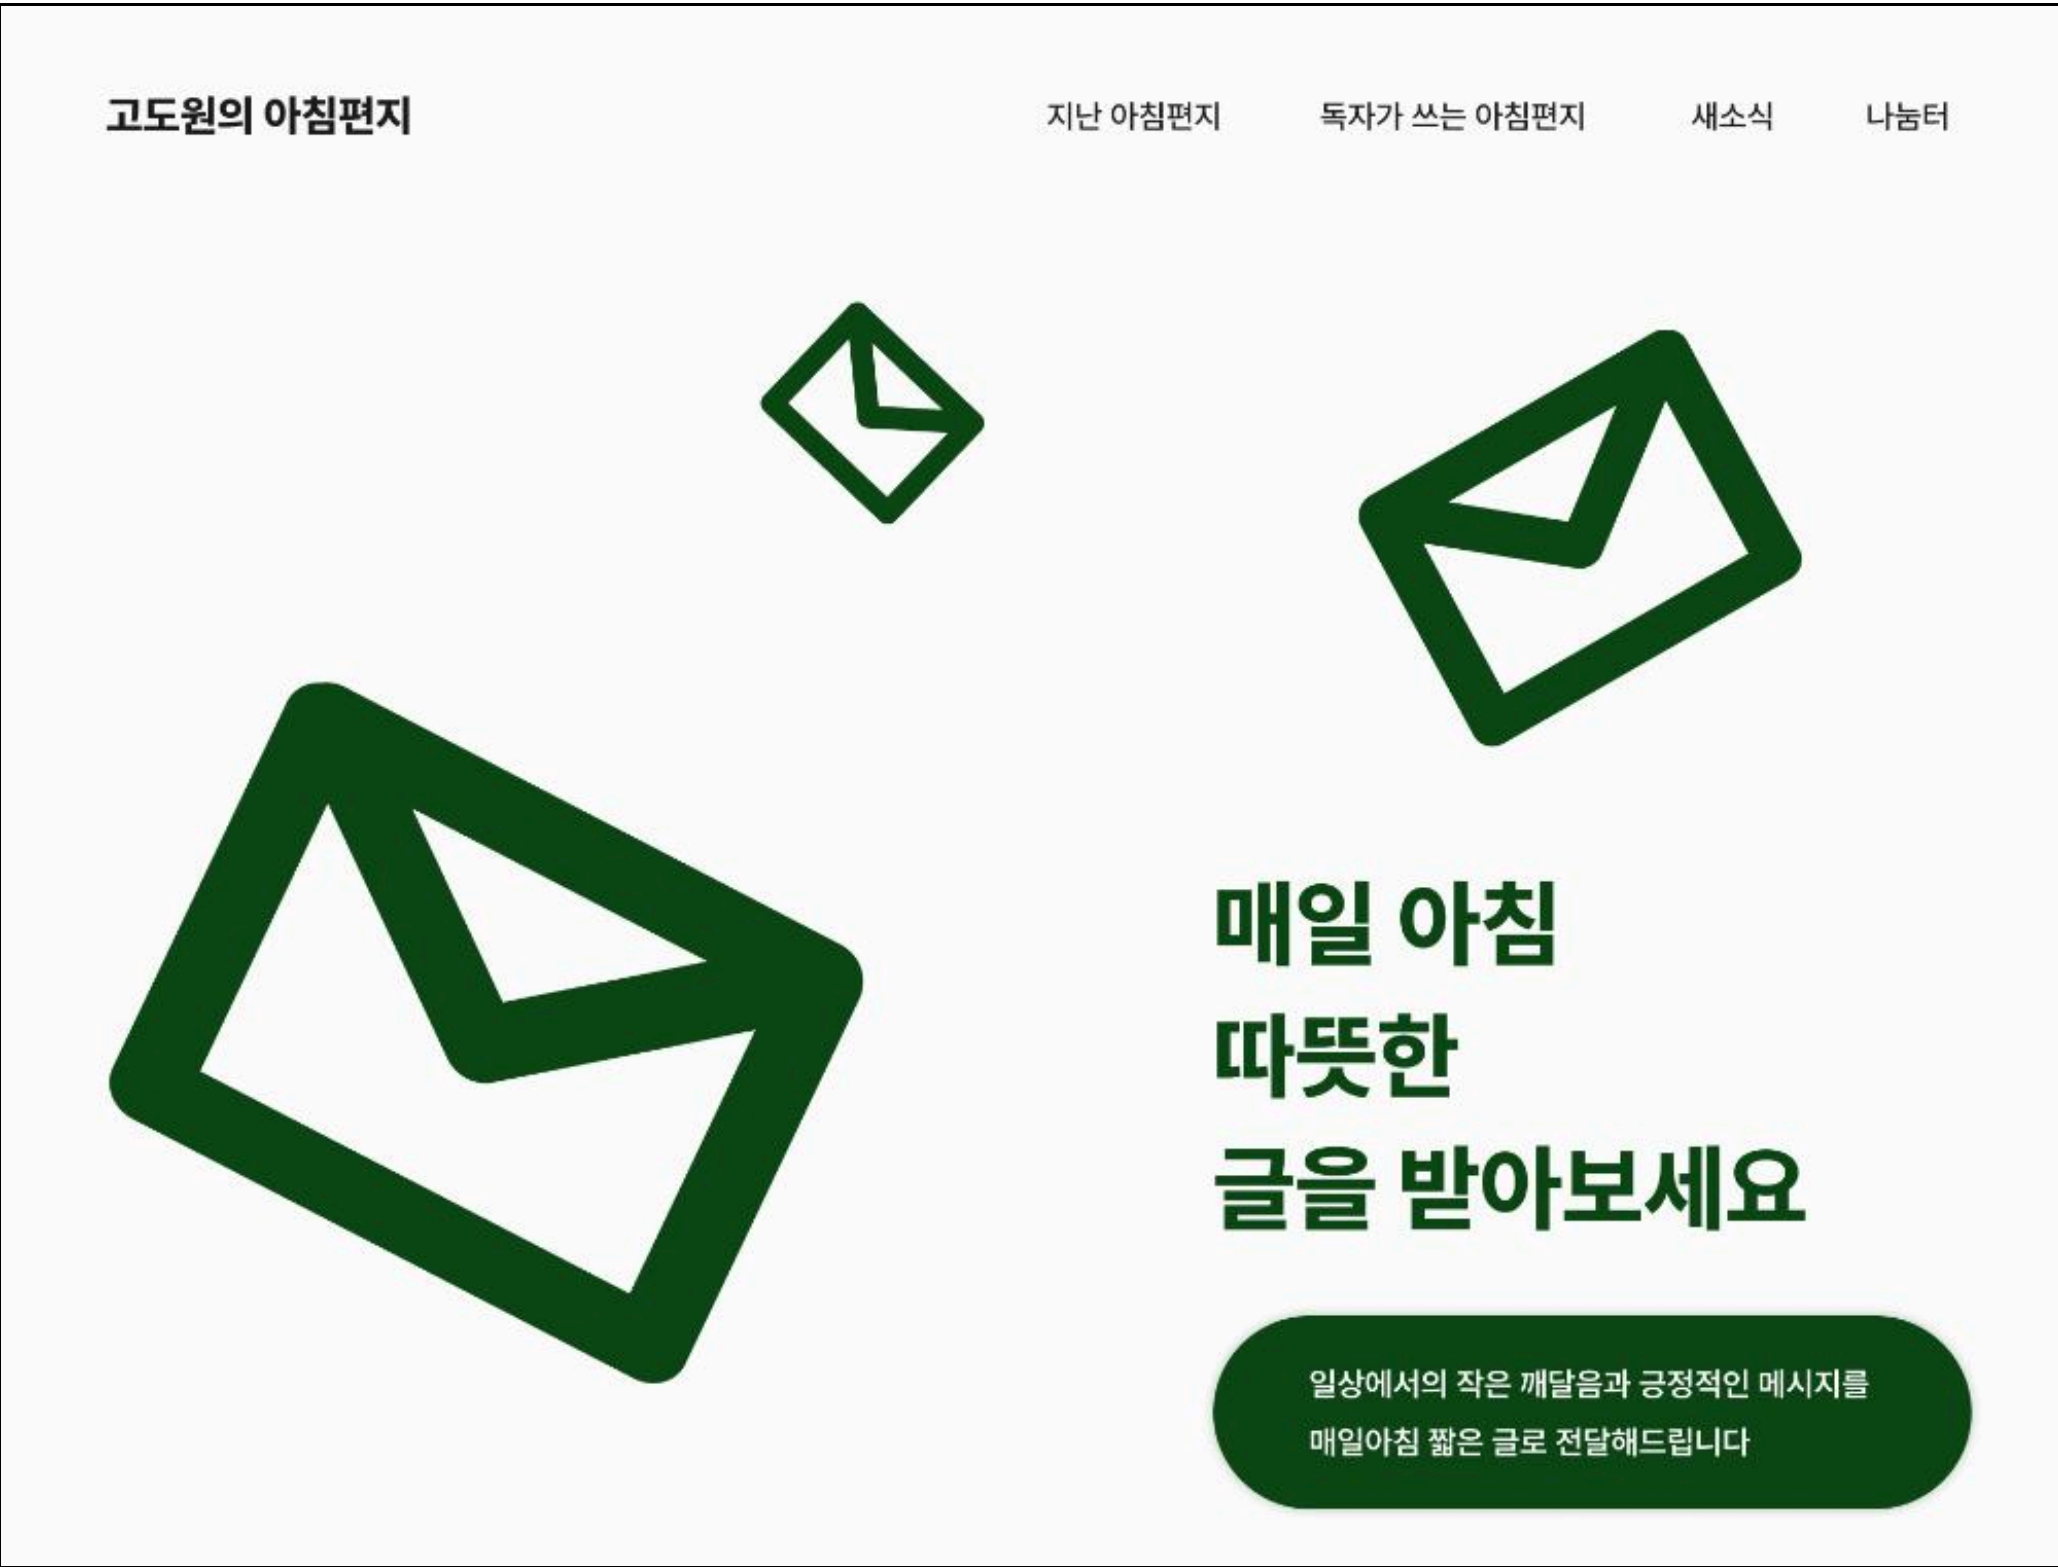 고도원의 아침편지
지난 아침편지 독자가 쓰는 아침편지 새소식 나눔터
매일 아침
따뜻한
글을 받아보세요
일상에서의 작은 깨달음과 긍정적인 메시지를
매일아침 짧은 글로 전달해드립니다